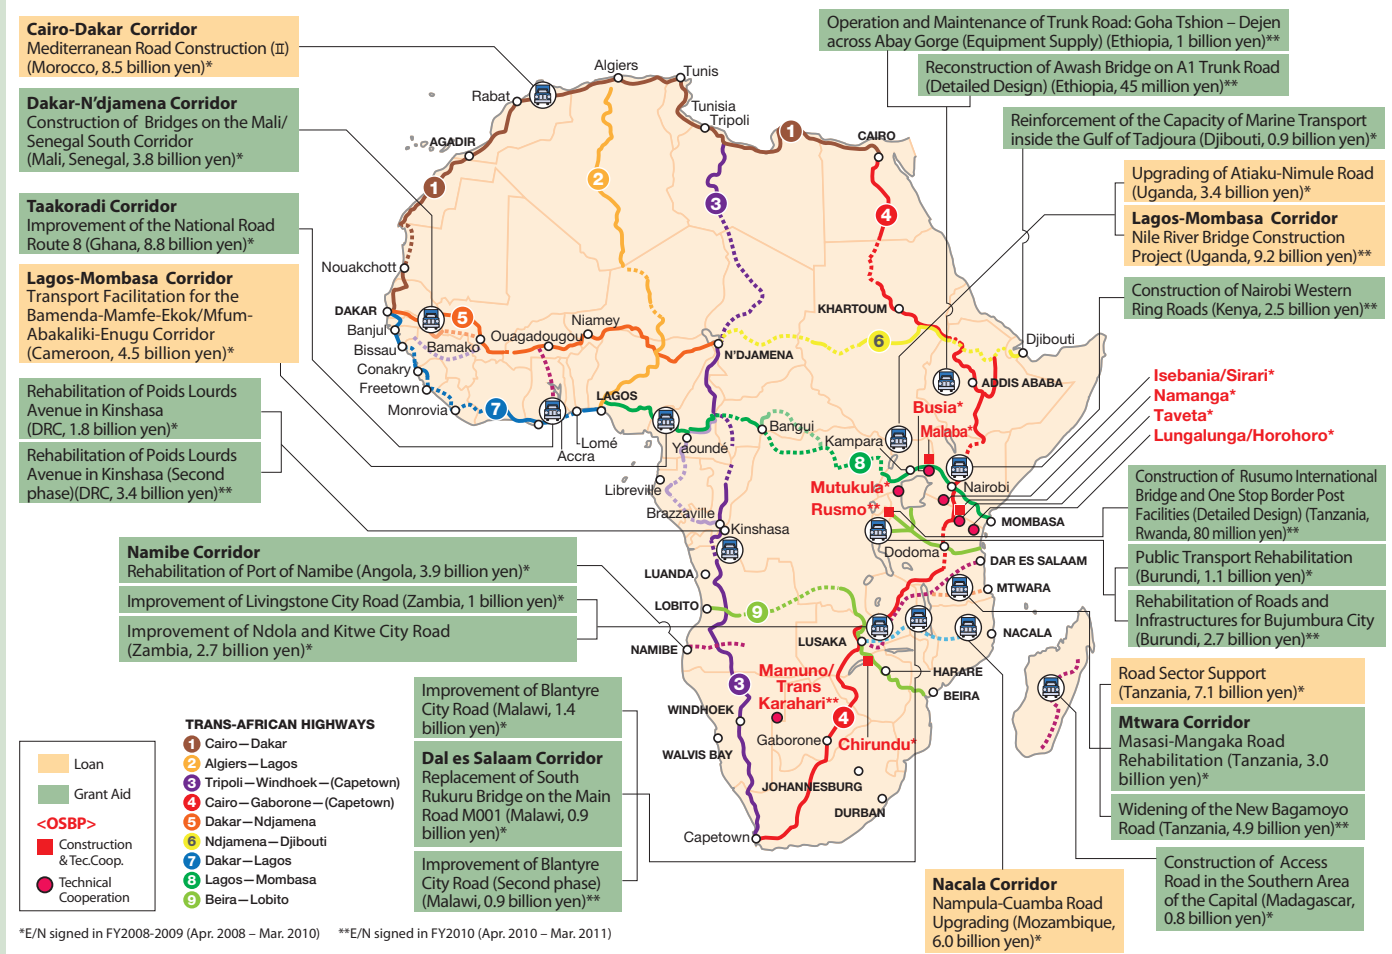 Cairo-Dakar Corridor
Mediterranean Road Construction (II)
(Morocco, 8.5 billion yen)*
Dakar-N'djamena Corridor
Construction of Bridges on the Mali/
Senegal South Corridor
(Mali, Senegal, 3.8 billion yen)*
Taakoradi Corridor
Improvement of the National Road
Route 8 (Ghana, 8.8 billion yen)*
Lagos-Mombasa Corridor
Transport Facilitation for the
Bamenda-Mamfe-Ekok/Mfum-
Abakaliki-Enugu Corridor
(Cameroon, 4.5 billion yen)*
Rehabilitation of Poids Lourds
Avenue in Kinshasa
(DRC, 1.8 billion yen)*
Rehabilitation of Poids Lourds
Avenue in Kinshasa (Second
phase)(DRC, 3.4 billion yen)**
Namibe Corridor
Rehabilitation of Port of Namibe (Angola, 3.9 billion yen)*
Improvement of Livingstone City Road (Zambia, 1 billion yen)*
Improvement of Ndola and Kitwe City Road
(Zambia, 2.7 billion yen)*
Improvement of Blantyre
City Road (Malawi, 1.4
billion yen)*
Dal es Salaam Corridor
Replacement of South
Rukuru Bridge on the Main
Road M001 (Malawi, 0.9
billion yen)*
Improvement of Blantyre
City Road (Second phase)
(Malawi, 0.9 billion yen)**
Operation and Maintenance of Trunk Road: Goha Tshion – Dejen
across Abay Gorge (Equipment Supply) (Ethiopia, 1 billion yen)**
Reconstruction of Awash Bridge on A1 Trunk Road
(Detailed Design) (Ethiopia, 45 million yen)**
Reinforcement of the Capacity of Marine Transport
inside the Gulf of Tadjoura (Djibouti, 0.9 billion yen)*
Upgrading of Atiaku-Nimule Road
(Uganda, 3.4 billion yen)*
Lagos-Mombasa Corridor
Nile River Bridge Construction
Project (Uganda, 9.2 billion yen)**
Construction of Nairobi Western
Ring Roads (Kenya, 2.5 billion yen)**
Isebania/Sirari*
Namanga*
Taveta*
Lungalunga/Horohoro*
Construction of Rusumo International
Bridge and One Stop Border Post
Facilities (Detailed Design) (Tanzania,
Rwanda, 80 million yen)**
Public Transport Rehabilitation
(Burundi, 1.1 billion yen)*
Rehabilitation of Roads and
Infrastructures for Bujumbura City
(Burundi, 2.7 billion yen)**
Road Sector Support
(Tanzania, 7.1 billion yen)*
Mtwara Corridor
Masasi-Mangaka Road
Rehabilitation (Tanzania, 3.0
billion yen)*
Widening of the New Bagamoyo
Road (Tanzania, 4.9 billion yen)**
Construction of Access
Road in the Southern Area
of the Capital (Madagascar,
0.8 billion yen)*
Nacala Corridor
Nampula-Cuamba Road
Upgrading (Mozambique,
6.0 billion yen)*
Algiers
Tunis
Rabat
Tunisia
Tripoli
AGADIR
CAIRO
1
1
2
3
4
Nouakchott
DAKAR
Banjul
Bissau
Bamako
Conakry
Freetown
Monrovia
5
Ouagadougou
Niamey
N'DJAMENA
KHARTOUM
6
Djibouti
ADDIS ABABA
7
LAGOS
Lomé
Accra
Yaoundé
Bangui
Kampara
Busia*
Malaba*
8
Libreville
Mutukula*
Rusmo**
Nairobi
Brazzaville
Kinshasa
MOMBASA
Dodoma
DAR ES SALAAM
LUANDA
MTWARA
LOBITO
9
NACALA
NAMIBE
LUSAKA
HARARE
Mamuno/
Trans
Karahari**
3
BEIRA
WINDHOEK
4
Gaborone
Chirundu*
WALVIS BAY
JOHANNESBURG
DURBAN
Capetown
Loan
Grant Aid
<OSBP>
Construction
& Tec.Coop.
Technical
Cooperation
TRANS-AFRICAN HIGHWAYS
1 Cairo—Dakar
2 Algiers—Lagos
3 Tripoli—Windhoek—(Capetown)
4 Cairo—Gaborone—(Capetown)
5 Dakar—Ndjamena
6 Ndjamena—Djibouti
7 Dakar—Lagos
8 Lagos—Mombasa
9 Beira—Lobito
*E/N signed in FY2008-2009 (Apr. 2008 – Mar. 2010) **E/N signed in FY2010 (Apr. 2010 – Mar. 2011)